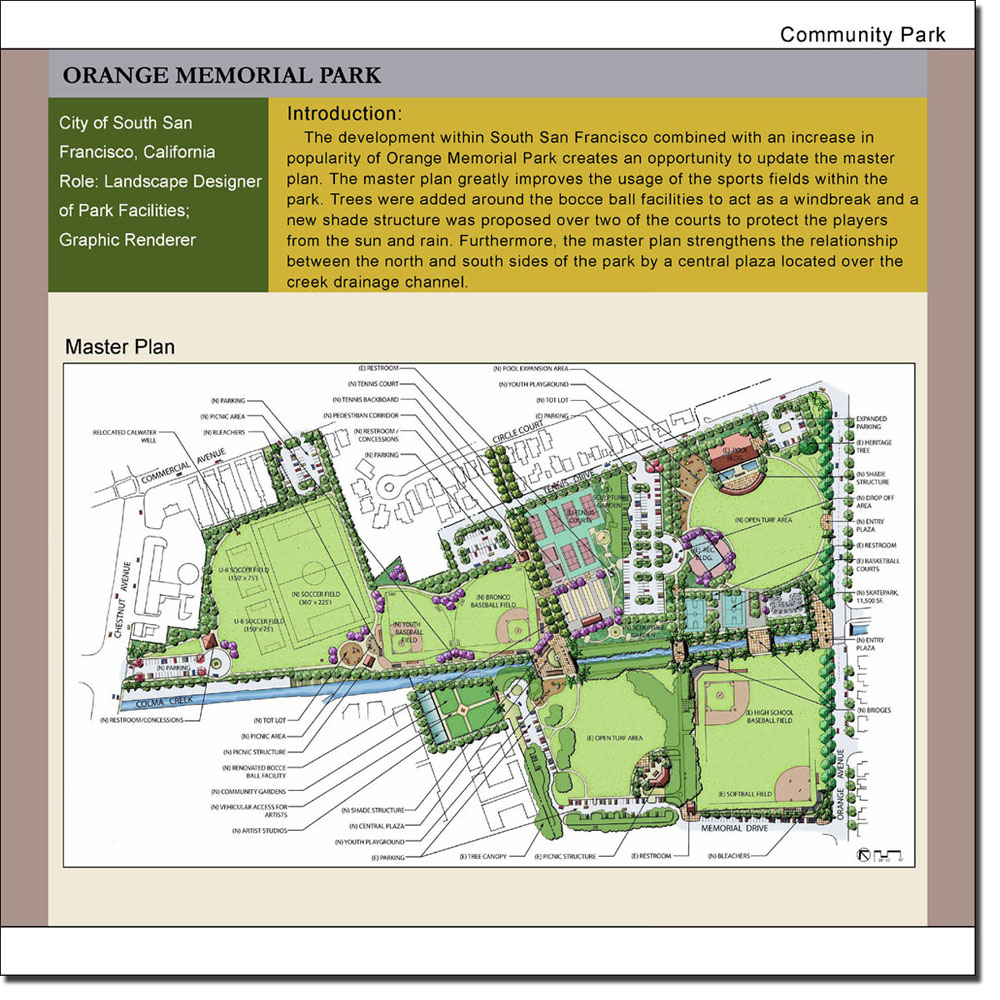 Community Park
ORANGE MEMORIAL PARK
City of South San
Francisco, California
Role: Landscape Designer
of Park Facilities;
Graphic Renderer
Introduction:
The development within South San Francisco combined with an increase in
popularity of Orange Memorial Park creates an opportunity to update the master
plan. The master plan greatly improves the usage of the sports fields within the
park. Trees were added around the bocce ball facilities to act as a windbreak and a
new shade structure was proposed over two of the courts to protect the players
from the sun and rain. Furthermore, the master plan strengthens the relationship
between the north and south sides of the park by a central plaza located over the
creek drainage channel.
Master Plan
(E) RESTROOM
(N) TENNIS COURT
(N) TENNIS BACKBOARD
(N) PEDESTRIAN CORRIDOR
(N) RESTROOM /
CONCESSIONS
(N) PARKING
(N) POOL EXPANSION AREA
(N) YOUTH PLAYGROUND
(N) TOT LOT
(E) PARKING
(N) PARKING
(N) PICNIC AREA
(N) BLEACHERS
RELOCATED CALWATER
WELL
COMMERCIAL AVENUE
CIRCLE COURT
TENNIS DRIVE
CHESTNUT AVENUE
EXPANDED
PARKING
(E) HERITAGE
TREE
(N) SHADE
STRUCTURE
(N) DROP OFF
AREA
(N) ENTRY
PLAZA
(E) RESTROOM
(E) BASKETBALL
COURTS
(N) SKATEPARK,
11,500 SF.
(N) ENTRY
PLAZA
(N) BRIDGES
(E) POOL
BLDG.
(E) SCULPTURE
GARDEN
(E) TENNIS
COURTS
(N) OPEN TURF AREA
(E) REC.
BLDG.
U-8 SOCCER FIELD
(150' x 75')
(N) SOCCER FIELD
(360' x 225')
U-8 SOCCER FIELD
(150' x 75')
(N) BRONCO
BASEBALL FIELD
(N) YOUTH
BASEBALL
FIELD
SCULPTURE
GARDEN
(N) PARKING
COLMA CREEK
(N) RESTROOM/CONCESSIONS
(N) TOT LOT
(N) PICNIC AREA
(N) PICNIC STRUCTURE
(N) RENOVATED BOCCE
BALL FACILITY
(N) COMMUNITY GARDENS
(N) VEHICULAR ACCESS FOR
ARTISTS
(N) ARTIST STUDIOS
(N) SHADE STRUCTURE
(N) CENTRAL PLAZA
(N) YOUTH PLAYGROUND
(E) PARKING
(E) TREE CANOPY
(E) PICNIC STRUCTURE
(E) RESTROOM
(N) BLEACHERS
(E) OPEN TURF AREA
(E) HIGH SCHOOL
BASEBALL FIELD
(E) SOFTBALL FIELD
MEMORIAL DRIVE
ORANGE AVENUE